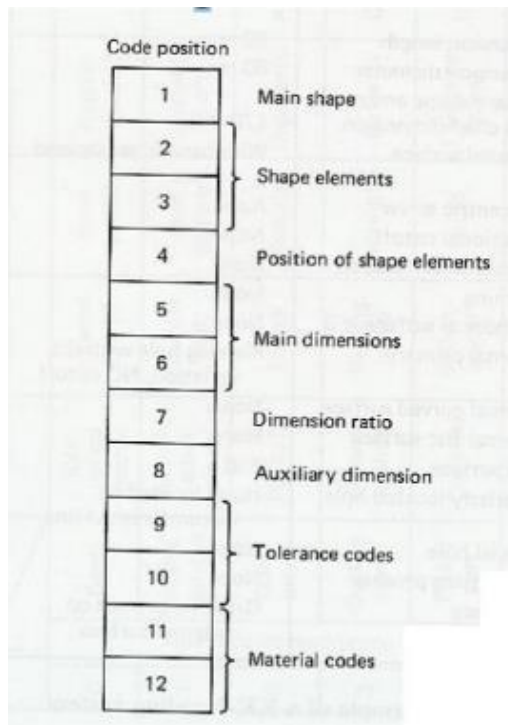 Code position
1 Main shape
2
Shape elements
3
4 Position of shape elements
5
Main dimensions
6
7 Dimension ratio
8 Auxiliary dimension
9
Tolerance codes
10
11
Material codes
12